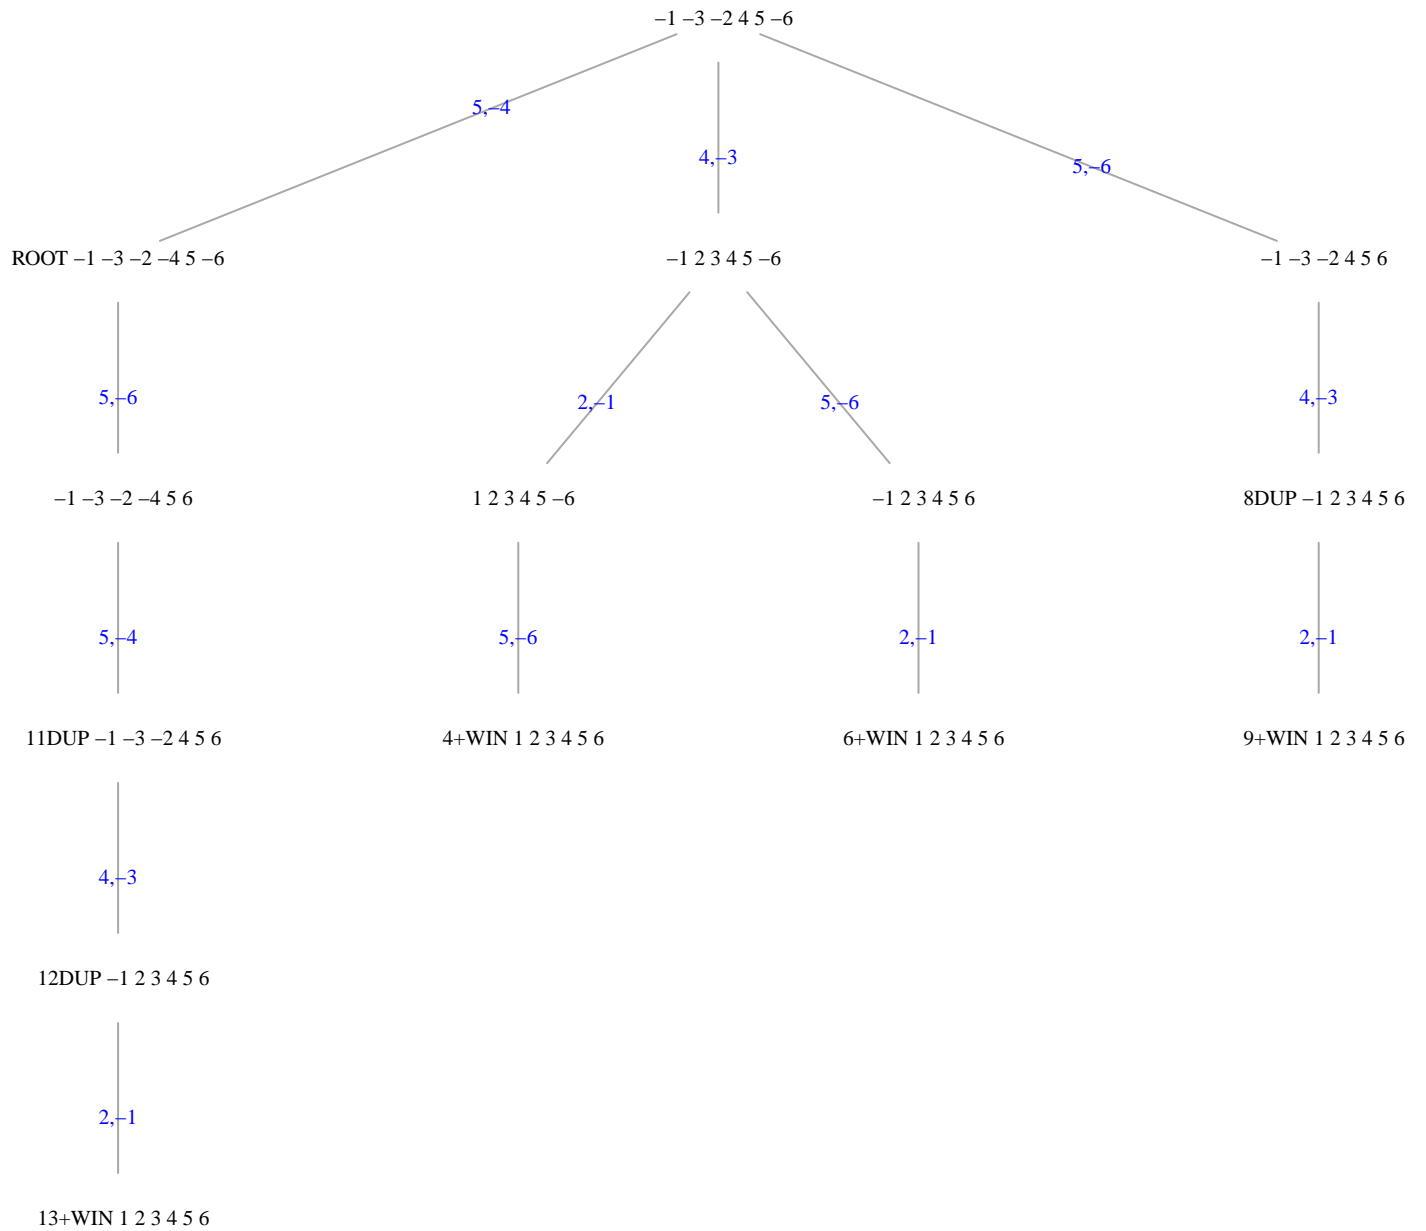 –1 –3 –2 4 5 –6
5,–4
4,–3
5,–6
ROOT –1 –3 –2 –4 5 –6
–1 2 3 4 5 –6
–1 –3 –2 4 5 6
5,–6
2,–1
5,–6
4,–3
–1 –3 –2 –4 5 6
1 2 3 4 5 –6
–1 2 3 4 5 6
8DUP –1 2 3 4 5 6
5,–4
5,–6
2,–1
2,–1
11DUP –1 –3 –2 4 5 6
4+WIN 1 2 3 4 5 6
6+WIN 1 2 3 4 5 6
9+WIN 1 2 3 4 5 6
4,–3
12DUP –1 2 3 4 5 6
2,–1
13+WIN 1 2 3 4 5 6